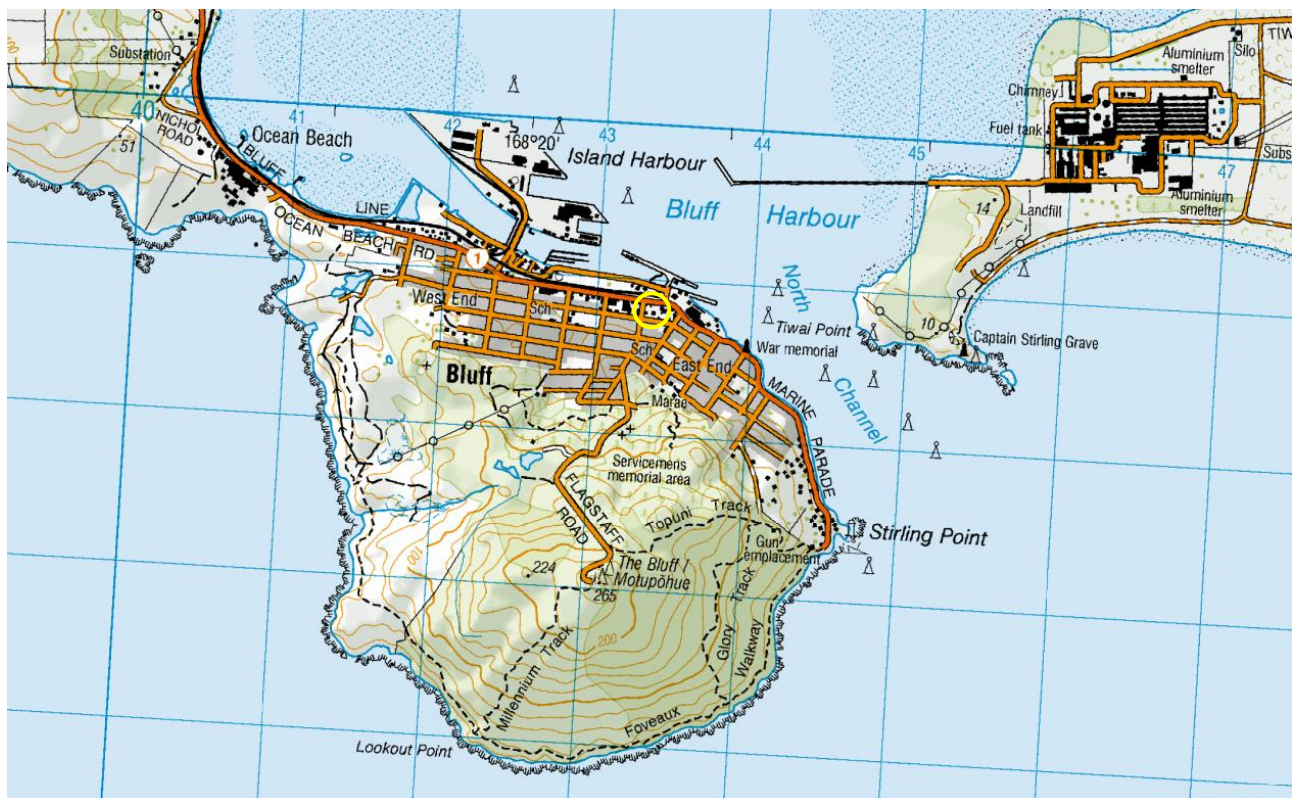 Substation
100
40
NICHOL
ROAD
51
BLUFF
LINE
Ocean Beach
41
42
168°20'
43
44
45
47
Island Harbour
Bluff Harbour
Aluminium
smelter
Silo
TIW
Chimney
Fuel tank
Subs
Aluminium
smelter
14
Landfill
OCEAN BEACH RD
1
West End
Sch
Sch
East End
Bluff
Marae
War memorial
North
Channel
Tiwai Point
10
Captain Stirling Grave
MARINE
PARADE
Servicemens
memorial area
FLAGSTAFF
ROAD
Topuni Track
Gun
emplacement
Stirling Point
The Bluff /
Motupōhue
224
265
100
200
Millennium Track
Glory Track
Foveaux Walkway
Lookout Point